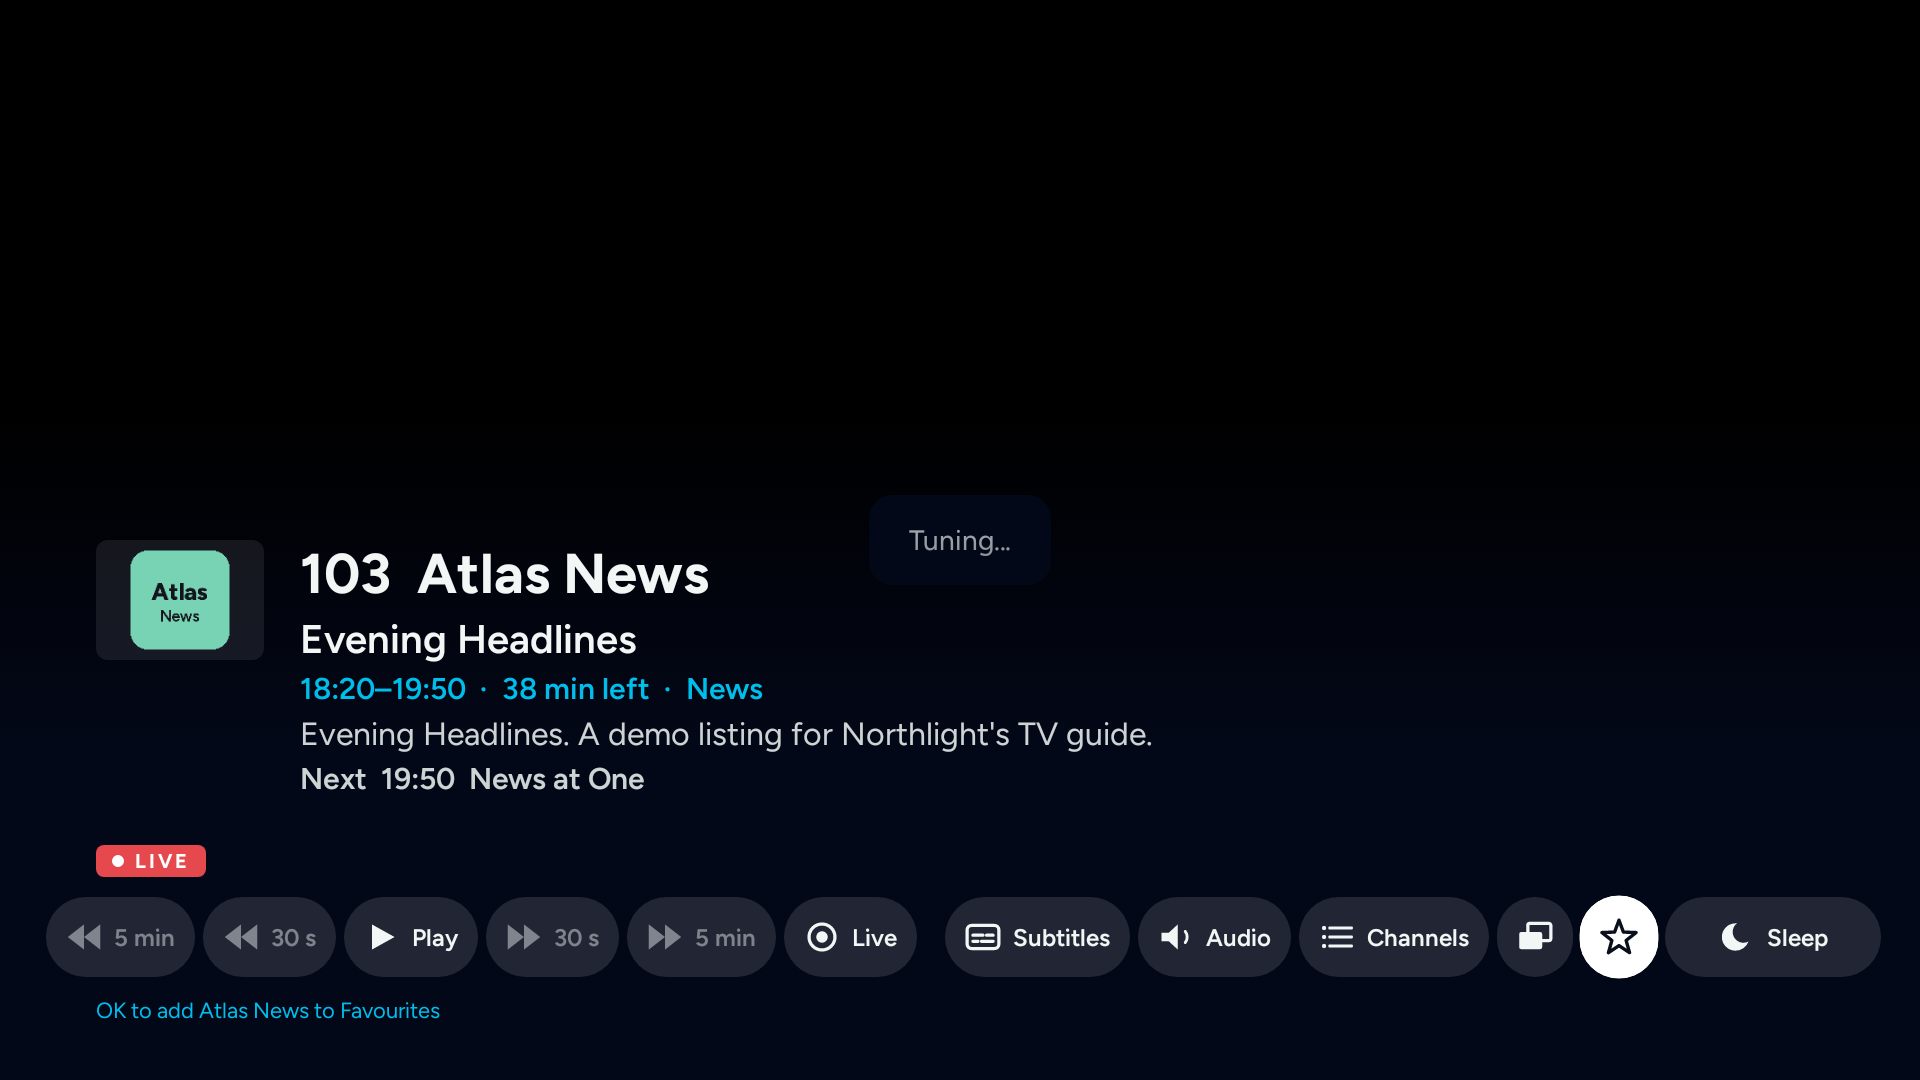 Tuning...
Atlas
News
103 Atlas News
Evening Headlines
18:20–19:50 · 38 min left · News
Evening Headlines. A demo listing for Northlight's TV guide.
Next 19:50 News at One
LIVE
5 min
30 s
Play
30 s
5 min
Live
Subtitles
Audio
Channels
Sleep
OK to add Atlas News to Favourites